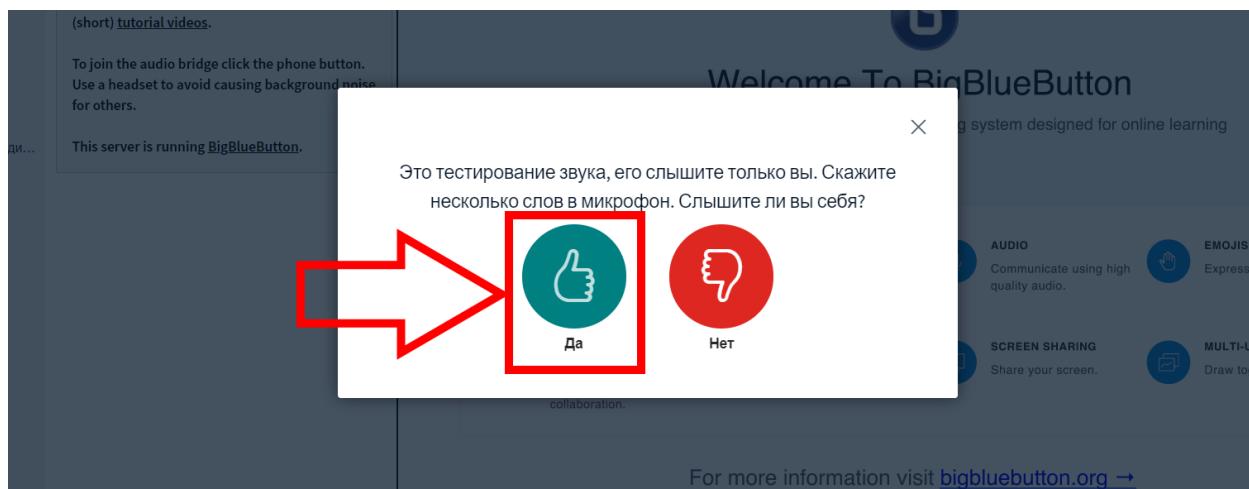 (short) tutorial videos.
To join the audio bridge click the phone button.
Use a headset to avoid causing background noise
for others.
This server is running BigBlueButton.
ди...
Welcome To BigBlueButton
g system designed for online learning
Это тестирование звука, его слышите только вы. Скажите
несколько слов в микрофон. Слышите ли вы себя?
Да
Нет
AUDIO
Communicate using high
quality audio.
EMOJIS
Express
SCREEN SHARING
Share your screen.
MULTI-U
Draw to
collaboration.
For more information visit bigbluebutton.org →